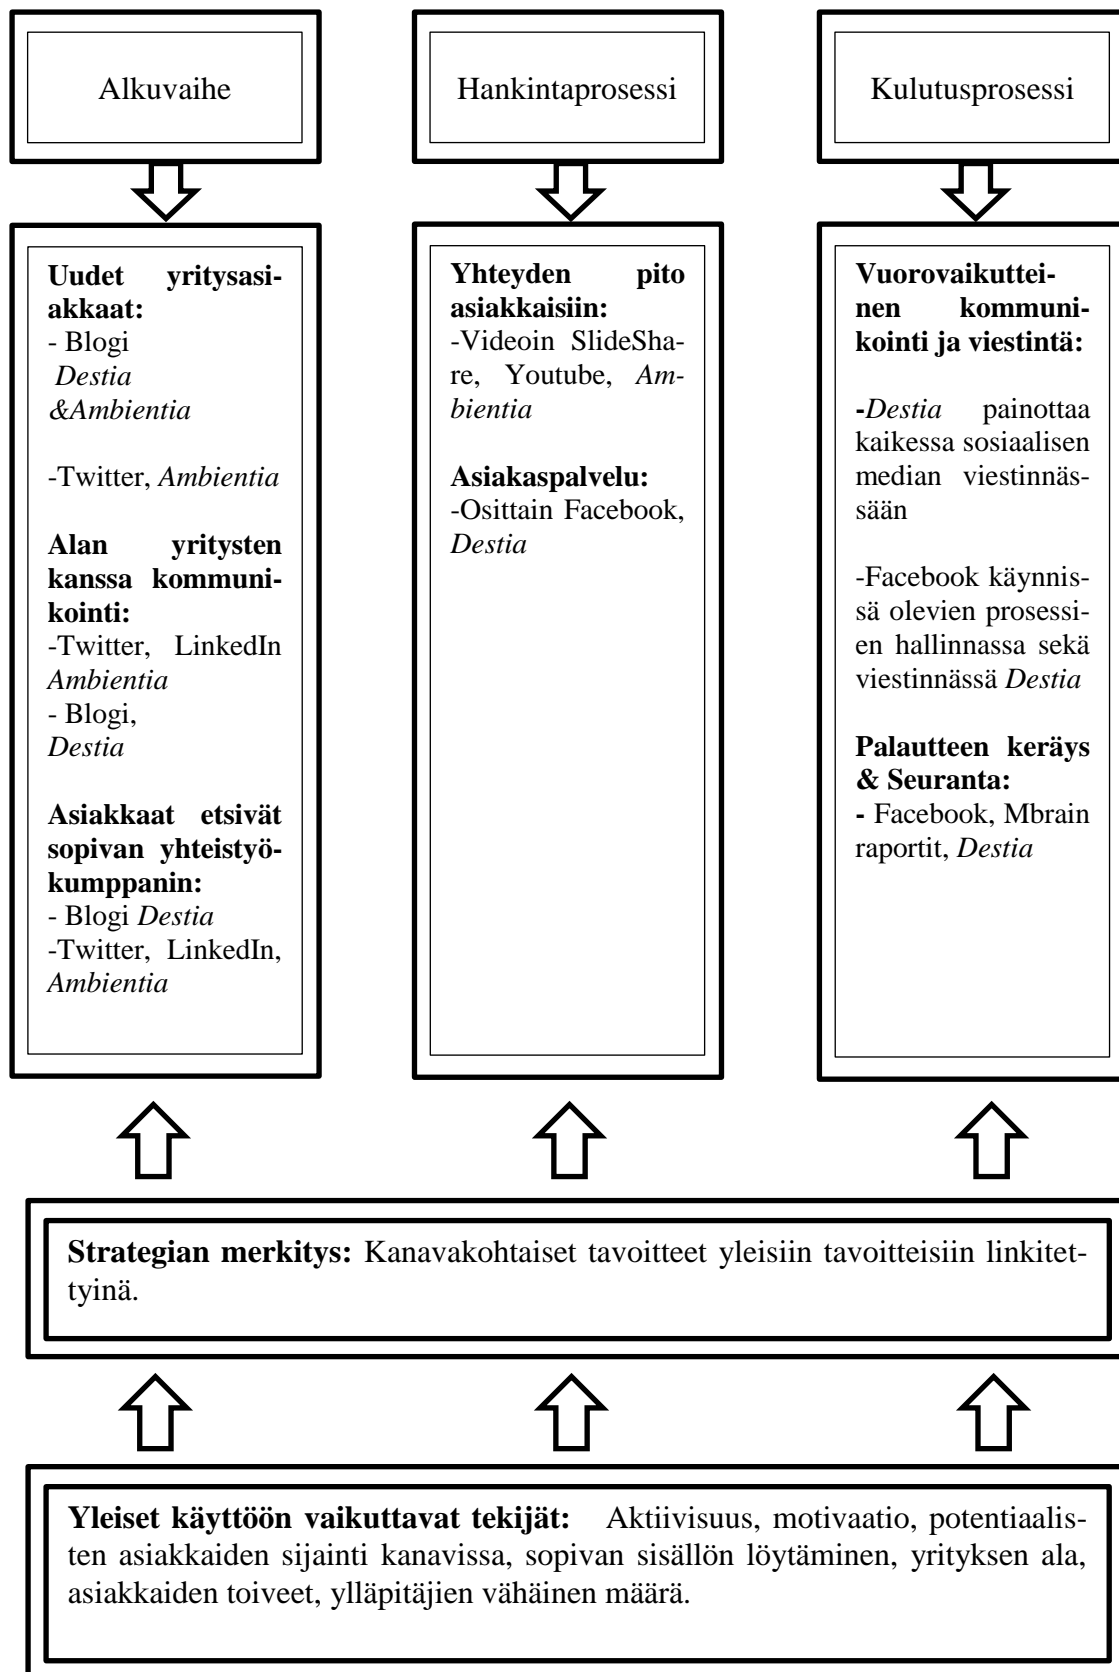 Alkuvaihe
Hankintaprosessi
Kulutusprosessi
Uudet yritysasi-
akkaat:
- Blogi
Destia
&Ambientia
-Twitter, Ambientia
Alan yritysten
kanssa kommuni-
kointi:
-Twitter, LinkedIn
Ambientia
- Blogi,
Destia
Asiakkaat etsivät
sopivan yhteistyö-
kumppanin:
- Blogi Destia
-Twitter, LinkedIn,
Ambientia
Yhteyden pito
asiakkaisiin:
-Videoin SlideSha-
re, Youtube, Am-
bientia
Asiakaspalvelu:
-Osittain Facebook,
Destia
Vuorovaikuttei-
nen kommuni-
kointi ja viestintä:
-Destia painottaa
kaikessa sosiaalisen
median viestinnäs-
sään
-Facebook käynnis-
sä olevien prosessi-
en hallinnassa sekä
viestinnässä Destia
Palautteen keräys
& Seuranta:
- Facebook, Mbrain
raportit, Destia
Strategian merkitys: Kanavakohtaiset tavoitteet yleisiin tavoitteisiin linkitet-
tyinä.
Yleiset käyttöön vaikuttavat tekijät: Aktiivisuus, motivaatio, potentiaalis-
ten asiakkaiden sijainti kanavissa, sopivan sisällön löytäminen, yrityksen ala,
asiakkaiden toiveet, ylläpitäjien vähäinen määrä.